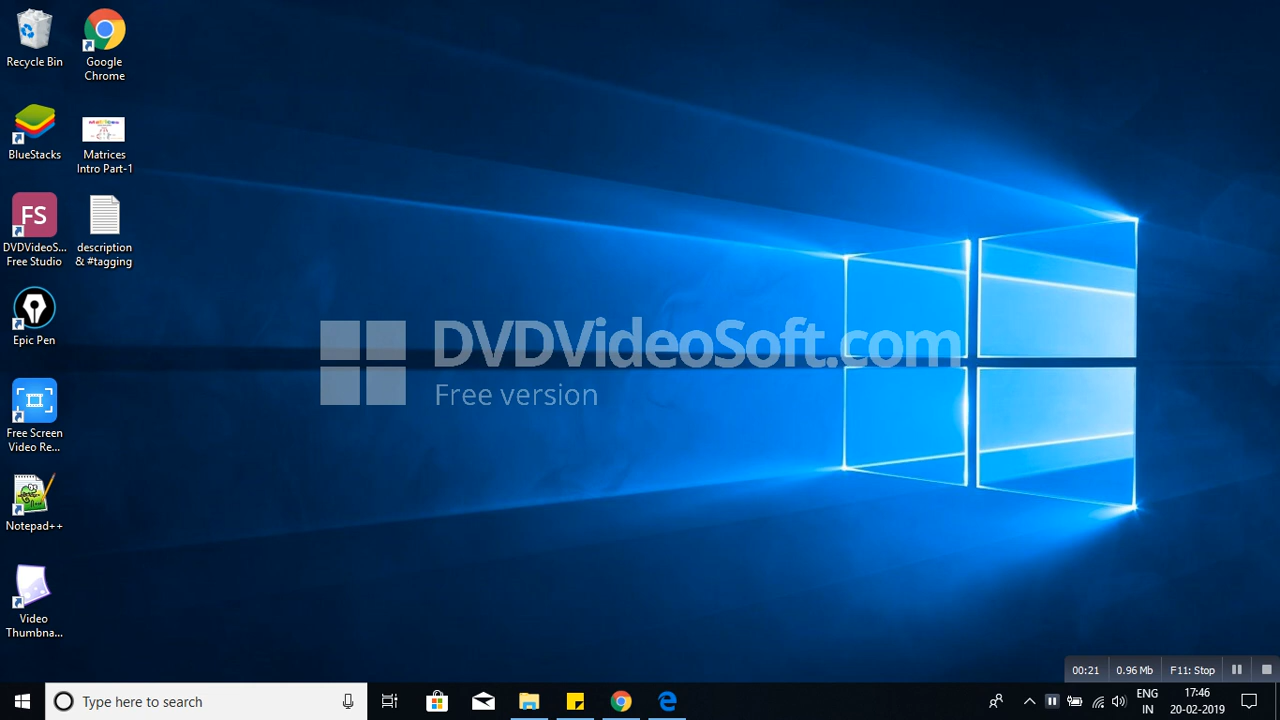 Recycle Bin
Google
Chrome
BlueStacks
Matrices
Intro Part-1
FS
DVDVideoS...
Free Studio
description
& #tagging
Epic Pen
Free Screen
Video Re...
Notepad++
Video
Thumbna...
DVDVideoSoft.com
Free version
00:21 0.96 Mb F11: Stop
Type here to search
ENG
IN
17:46
20-02-2019